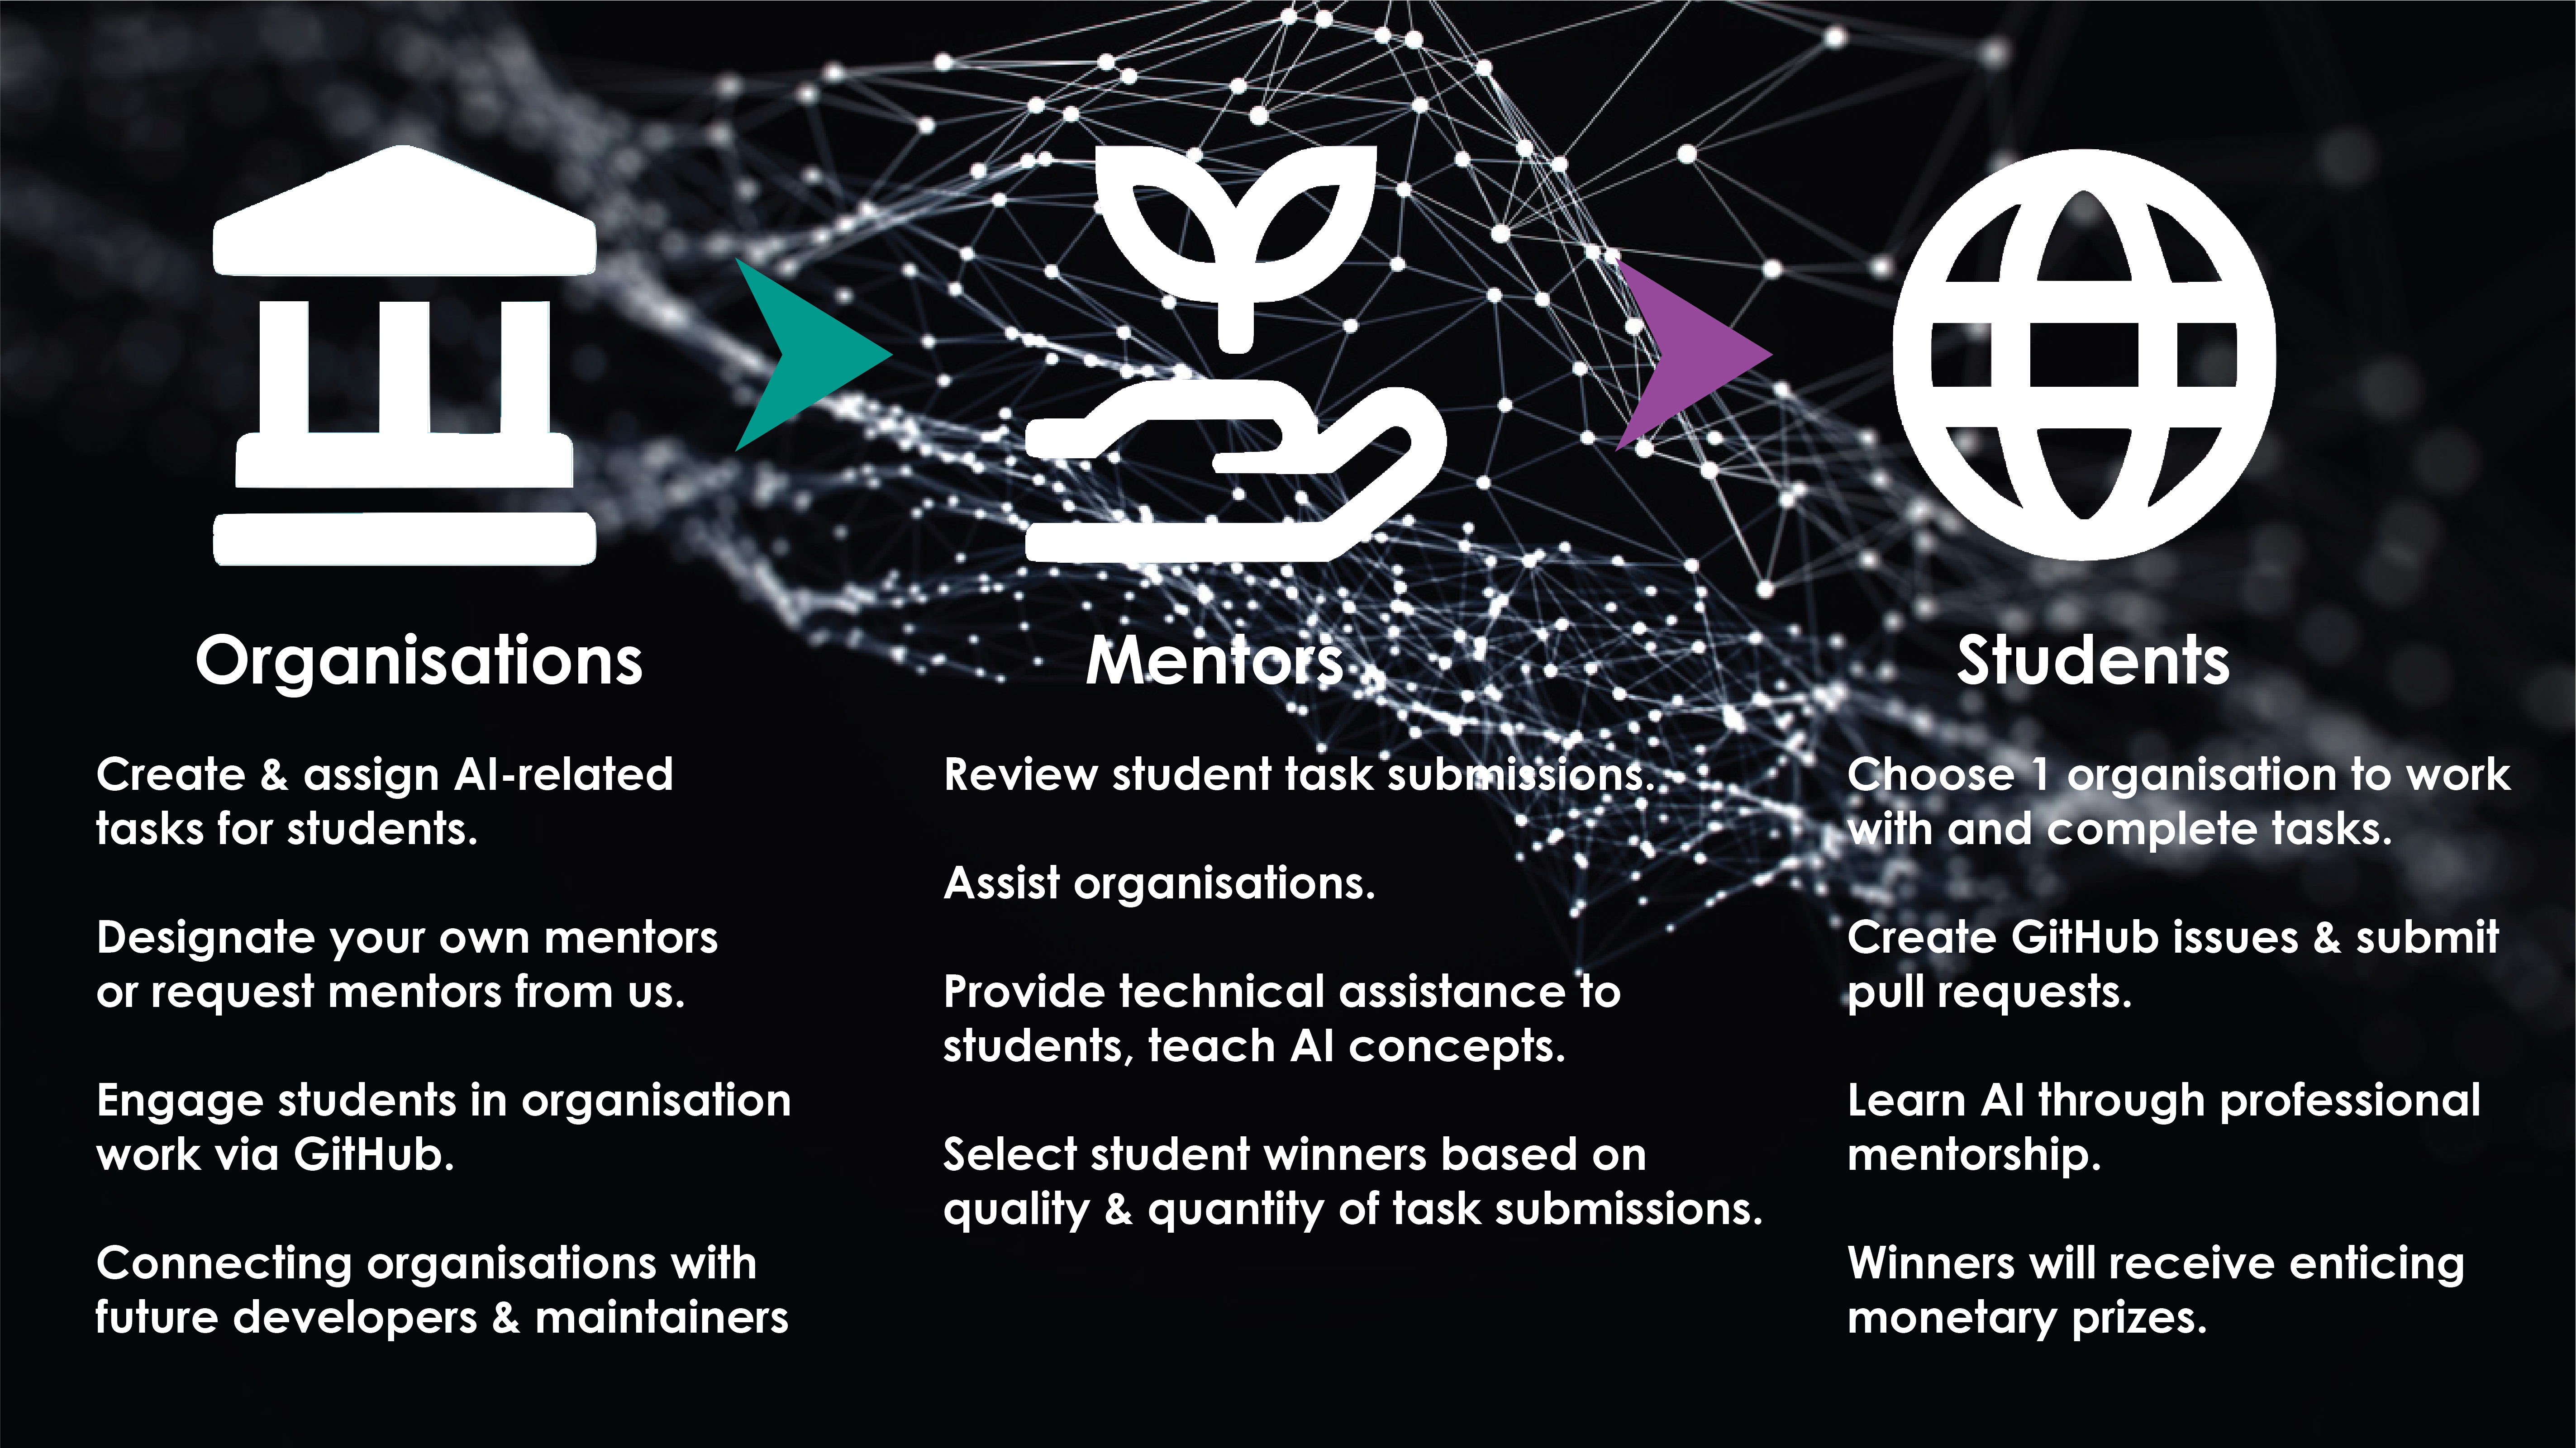 Organisations
Create & assign AI-related
tasks for students.
Designate your own mentors
or request mentors from us.
Engage students in organisation
work via GitHub.
Connecting organisations with
future developers & maintainers
Mentors
Review student task submissions.
Assist organisations.
Provide technical assistance to
students, teach AI concepts.
Select student winners based on
quality & quantity of task submissions.
Students
Choose 1 organisation to work
with and complete tasks.
Create GitHub issues & submit
pull requests.
Learn AI through professional
mentorship.
Winners will receive enticing
monetary prizes.